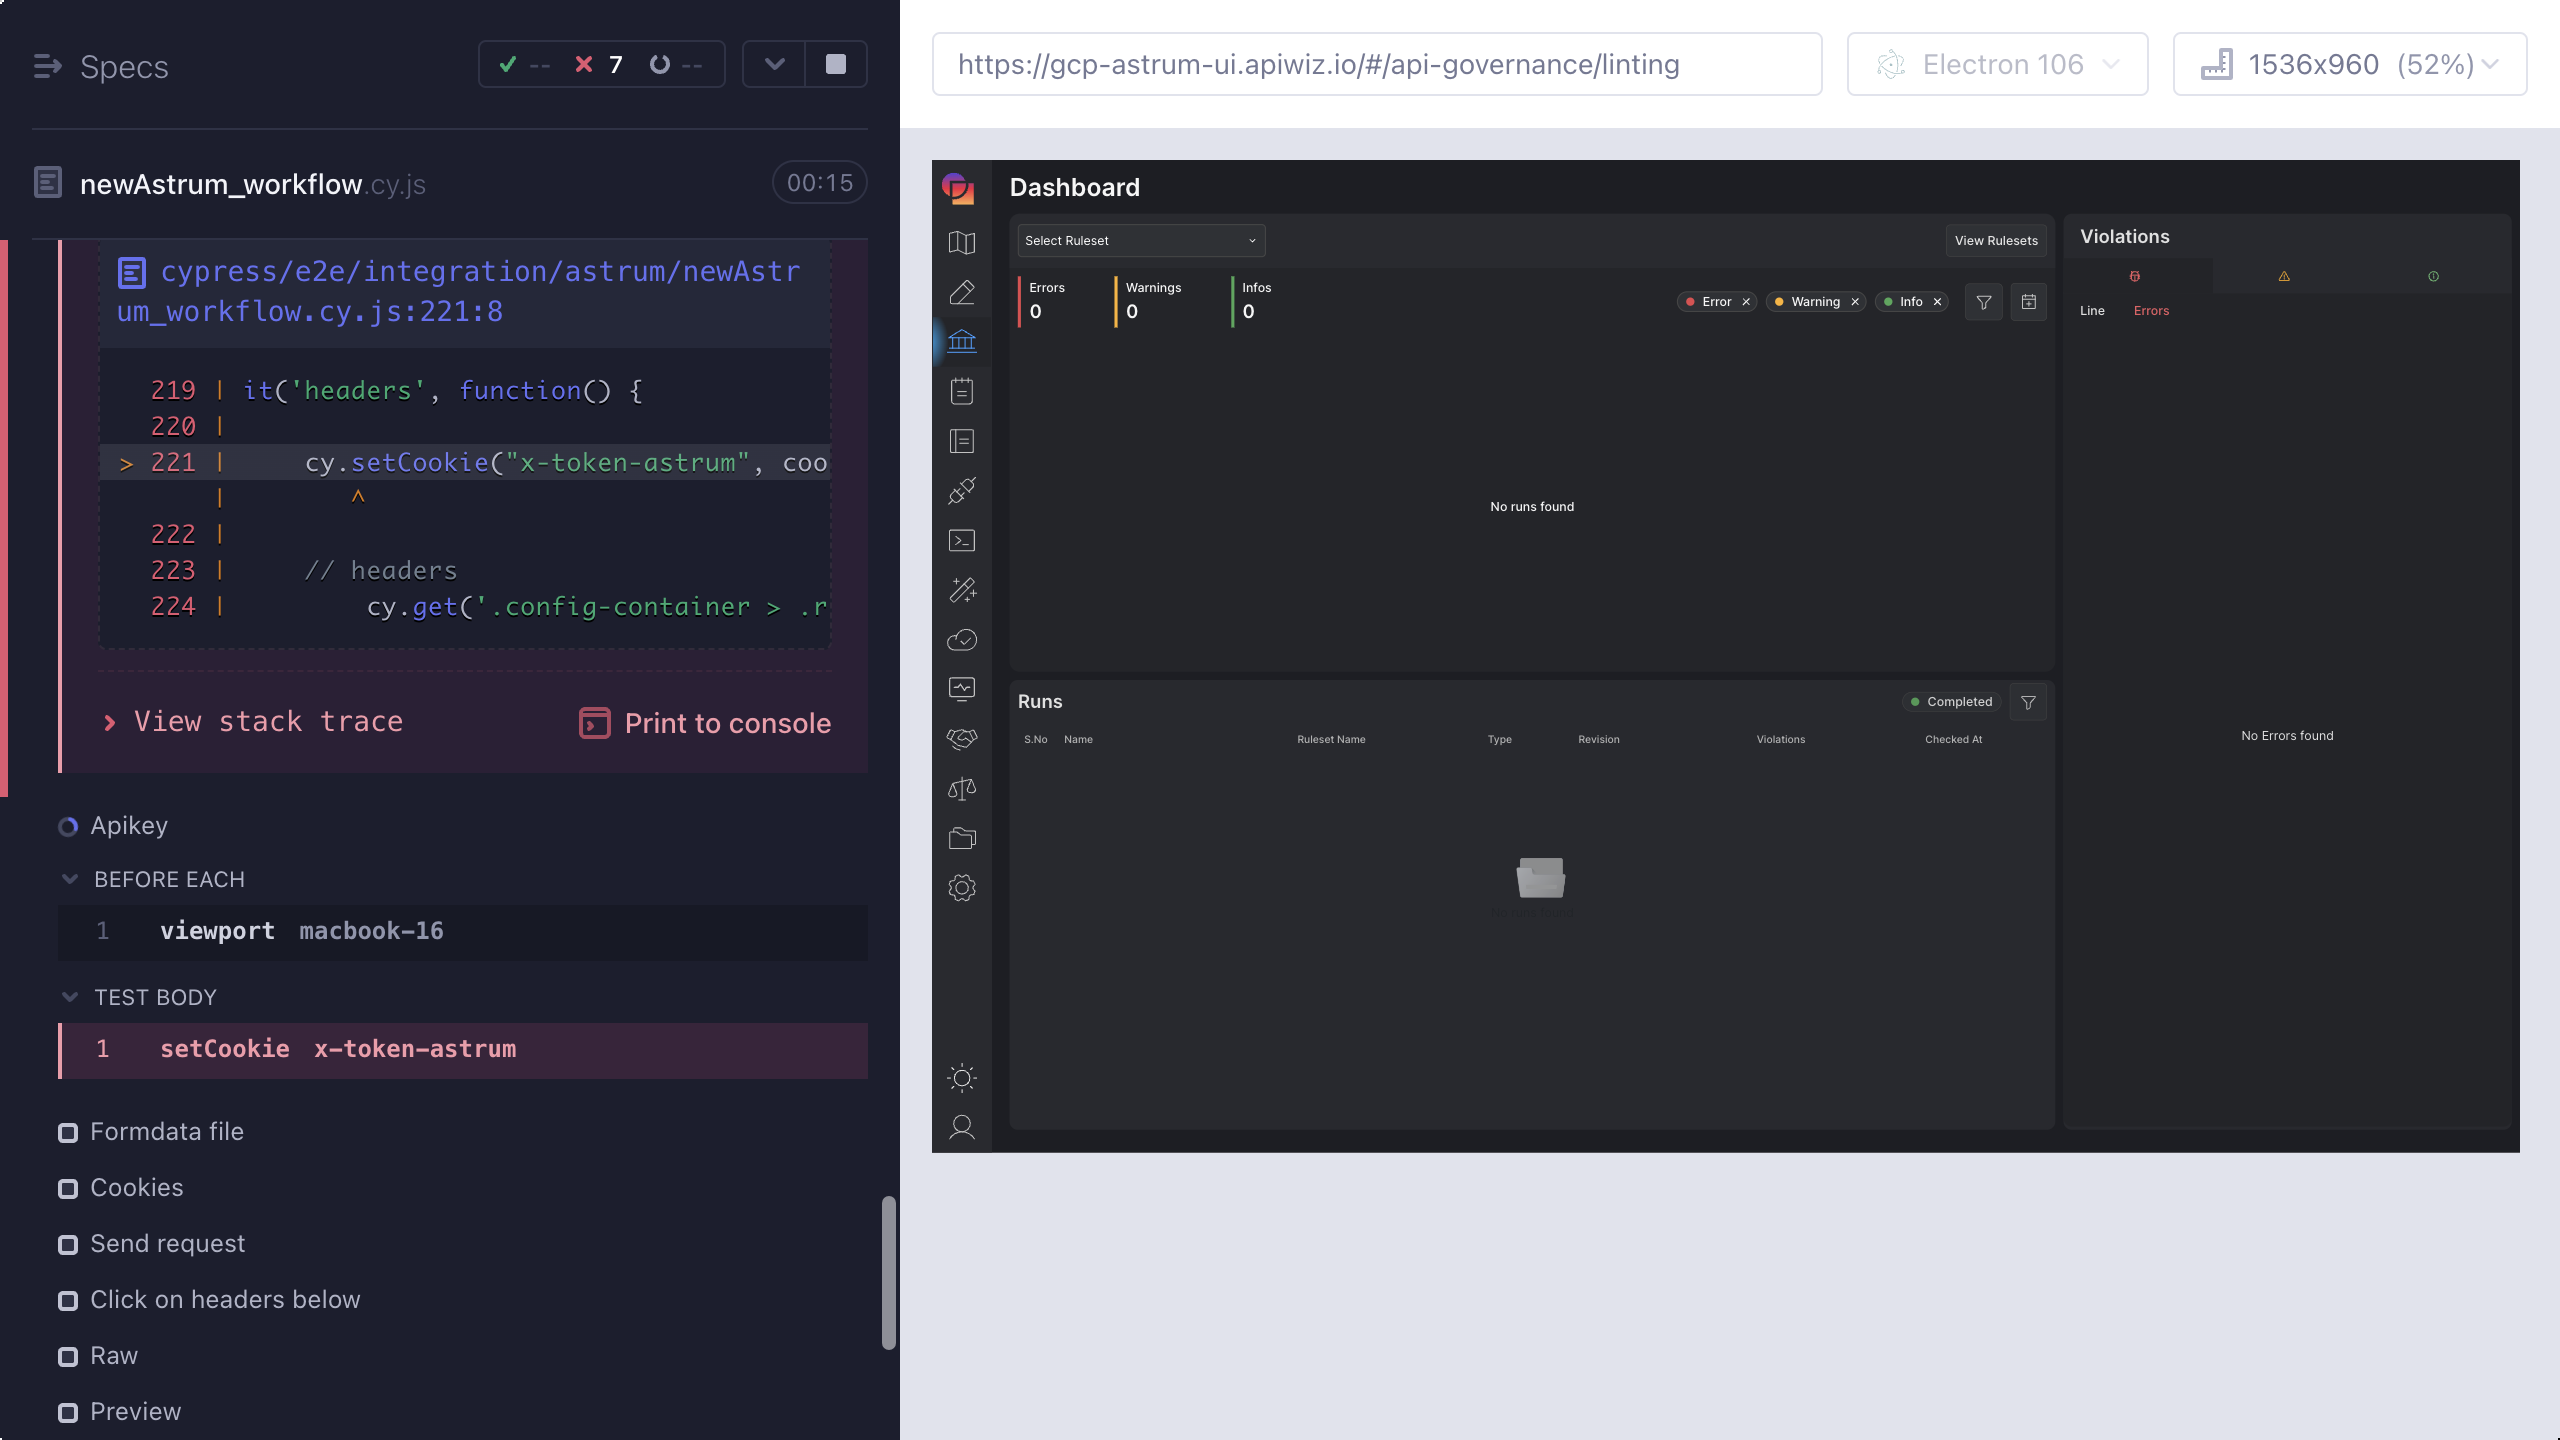 Specs
-- 7 --
newAstrum_workflow.cy.js
00:15
cypress/e2e/integration/astrum/newAstr
um_workflow.cy.js:221:8
219 | it('headers', function() {
220 |
> 221 | cy.setCookie("x-token-astrum", coo
| ^
222 |
223 | // headers
224 | cy.get('.config-container > .r
View stack trace
Print to console
Apikey
BEFORE EACH
1 viewport macbook-16
TEST BODY
1 setCookie x-token-astrum
Formdata file
Cookies
Send request
Click on headers below
Raw
Preview
https://gcp-astrum-ui.apiwiz.io/#/api-governance/linting
Electron 106
1536x960 (52%)
Dashboard
Select Ruleset
View Rulesets
Errors
0
Warnings
0
Infos
0
Error
Warning
Info
No runs found
Violations
Line Errors
No Errors found
Runs
Completed
S.No Name Ruleset Name Type Revision Violations Checked At